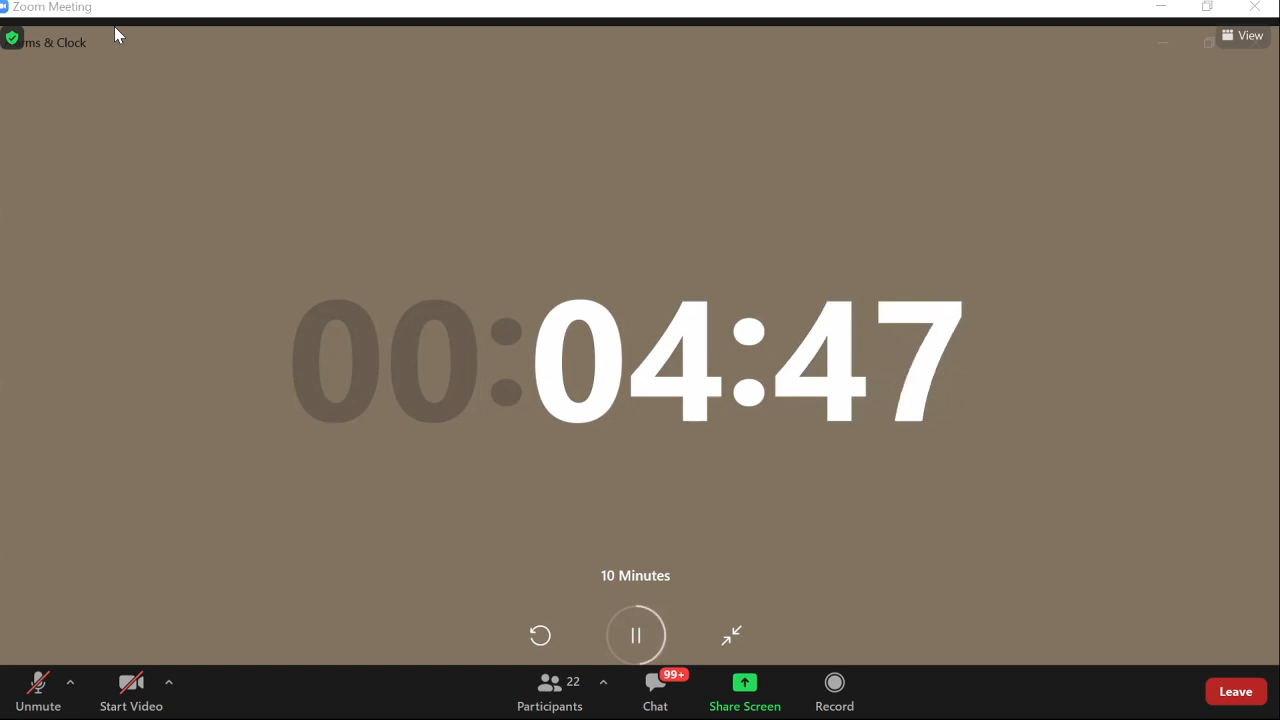 Zoom Meeting
ms & Clock
View
00:04:47
10 Minutes
22
99+
Unmute
Start Video
Participants
Chat
Share Screen
Record
Leave